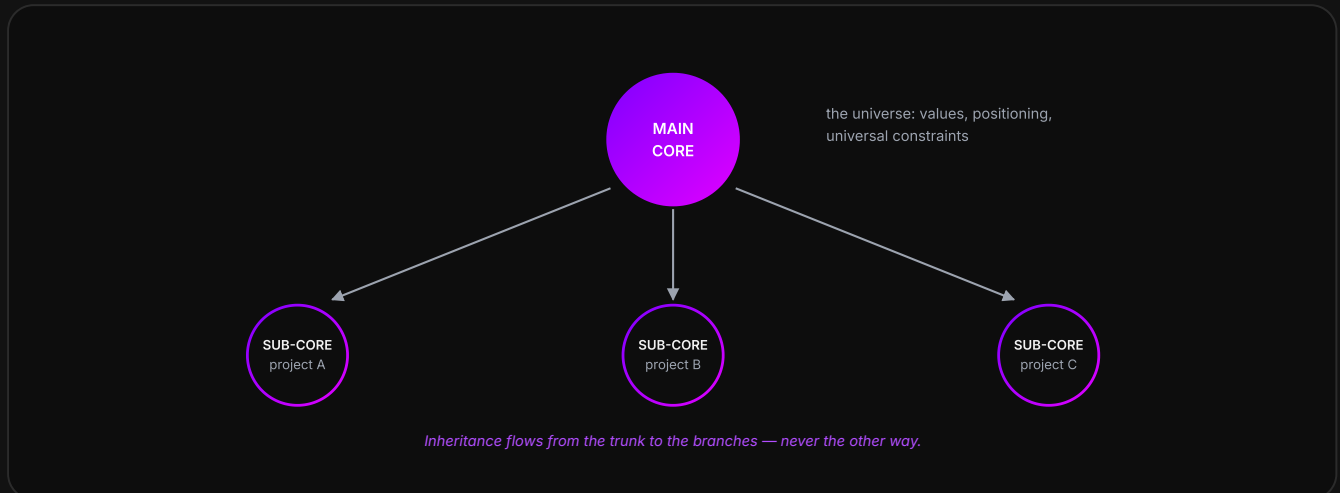 MAIN
CORE
the universe: values, positioning,
universal constraints
SUB-CORE
project A
SUB-CORE
project B
SUB-CORE
project C
Inheritance flows from the trunk to the branches — never the other way.